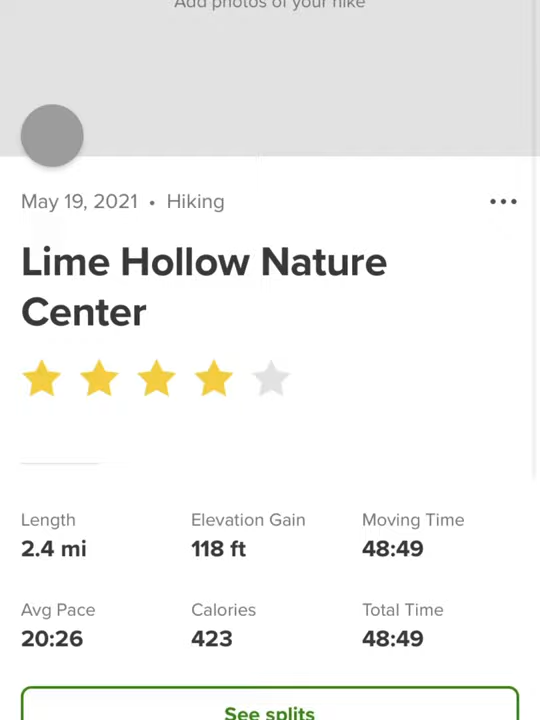 Add photos of your hike
May 19, 2021 • Hiking
Lime Hollow Nature
Center
Length Elevation Gain Moving Time
2.4 mi 118 ft 48:49
Avg Pace Calories Total Time
20:26 423 48:49
See splits